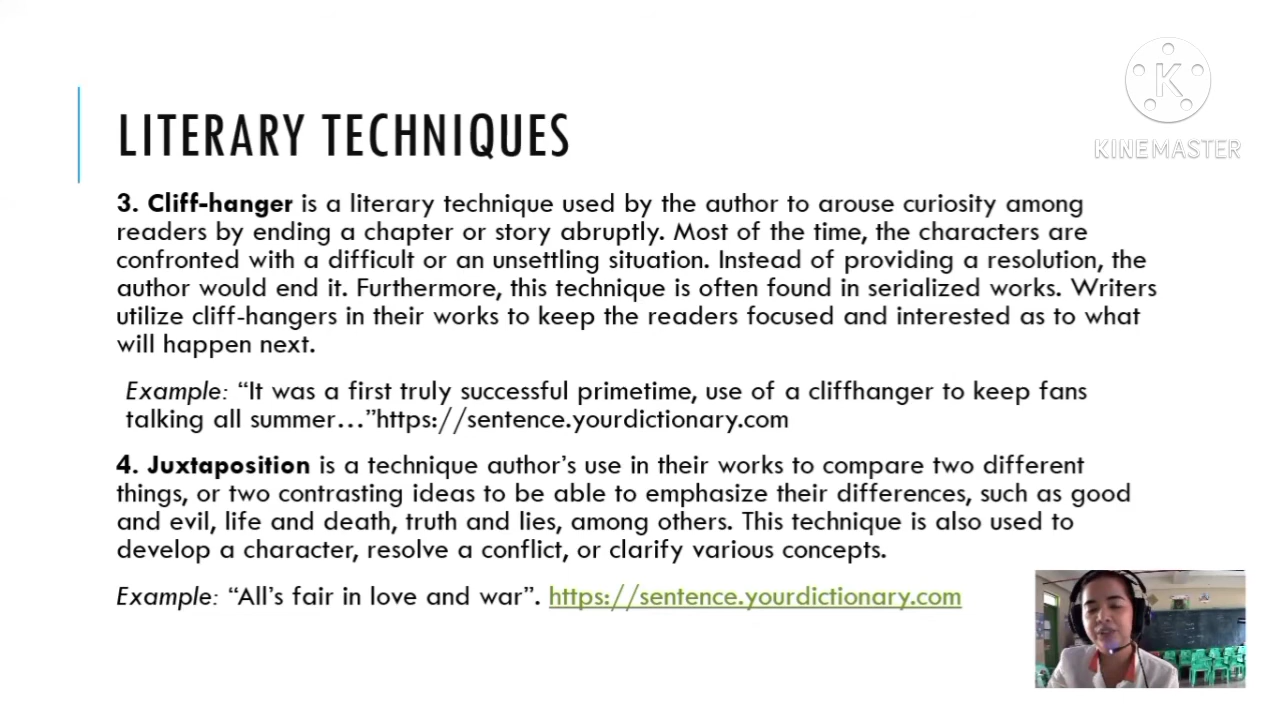 K
KINEMASTER
LITERARY TECHNIQUES
3. Cliff-hanger is a literary technique used by the author to arouse curiosity among
readers by ending a chapter or story abruptly. Most of the time, the characters are
confronted with a difficult or an unsettling situation. Instead of providing a resolution, the
author would end it. Furthermore, this technique is often found in serialized works. Writers
utilize cliff-hangers in their works to keep the readers focused and interested as to what
will happen next.
Example: “It was a first truly successful primetime, use of a cliffhanger to keep fans
talking all summer…”https://sentence.yourdictionary.com
4. Juxtaposition is a technique author’s use in their works to compare two different
things, or two contrasting ideas to be able to emphasize their differences, such as good
and evil, life and death, truth and lies, among others. This technique is also used to
develop a character, resolve a conflict, or clarify various concepts.
Example: “All’s fair in love and war”. https://sentence.yourdictionary.com